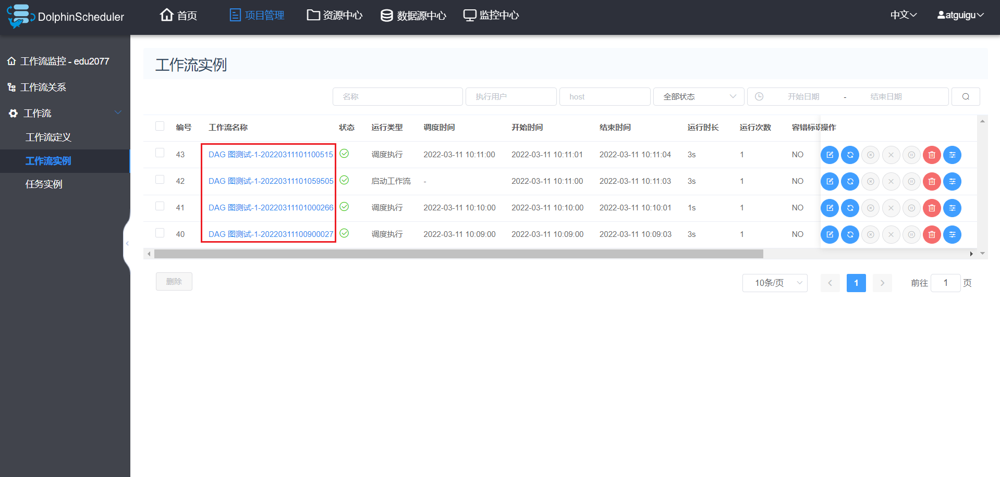 DolphinScheduler 首页 项目管理 资源中心 数据源中心 监控中心 中文 atguigu
工作流监控 - edu2077
工作流关系
工作流
工作流定义
工作流实例
任务实例
工作流实例
名称 执行用户 host 全部状态 开始日期 - 结束日期
编号 工作流名称 状态 运行类型 调度时间 开始时间 结束时间 运行时长 运行次数 容错标识 操作
43 DAG 图测试-1-20220311101100515 调度执行 2022-03-11 10:11:00 2022-03-11 10:11:01 2022-03-11 10:11:04 3s 1 NO
42 DAG 图测试-1-20220311101059505 启动工作流 - 2022-03-11 10:11:00 2022-03-11 10:11:03 3s 1 NO
41 DAG 图测试-1-20220311101000266 调度执行 2022-03-11 10:10:00 2022-03-11 10:10:00 2022-03-11 10:10:01 1s 1 NO
40 DAG 图测试-1-20220311100900027 调度执行 2022-03-11 10:09:00 2022-03-11 10:09:00 2022-03-11 10:09:03 3s 1 NO
删除 10条/页 1 前往 1 页